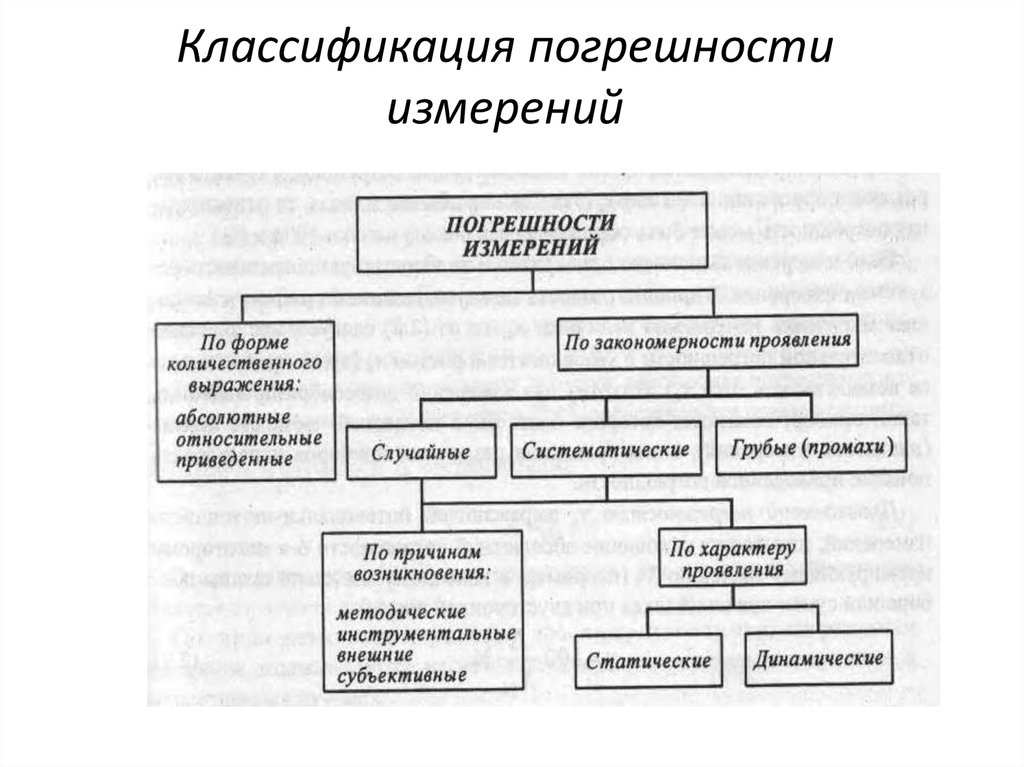 Классификация погрешности
измерений
ПОГРЕШНОСТИ
ИЗМЕРЕНИЙ
По форме
количественного
выражения:
абсолютные
относительные
приведенные
По закономерности проявления
Случайные
Систематические
Грубые (промахи)
По причинам
возникновения:
методические
инструментальные
внешние
субъективные
По характеру
проявления
Статические
Динамические